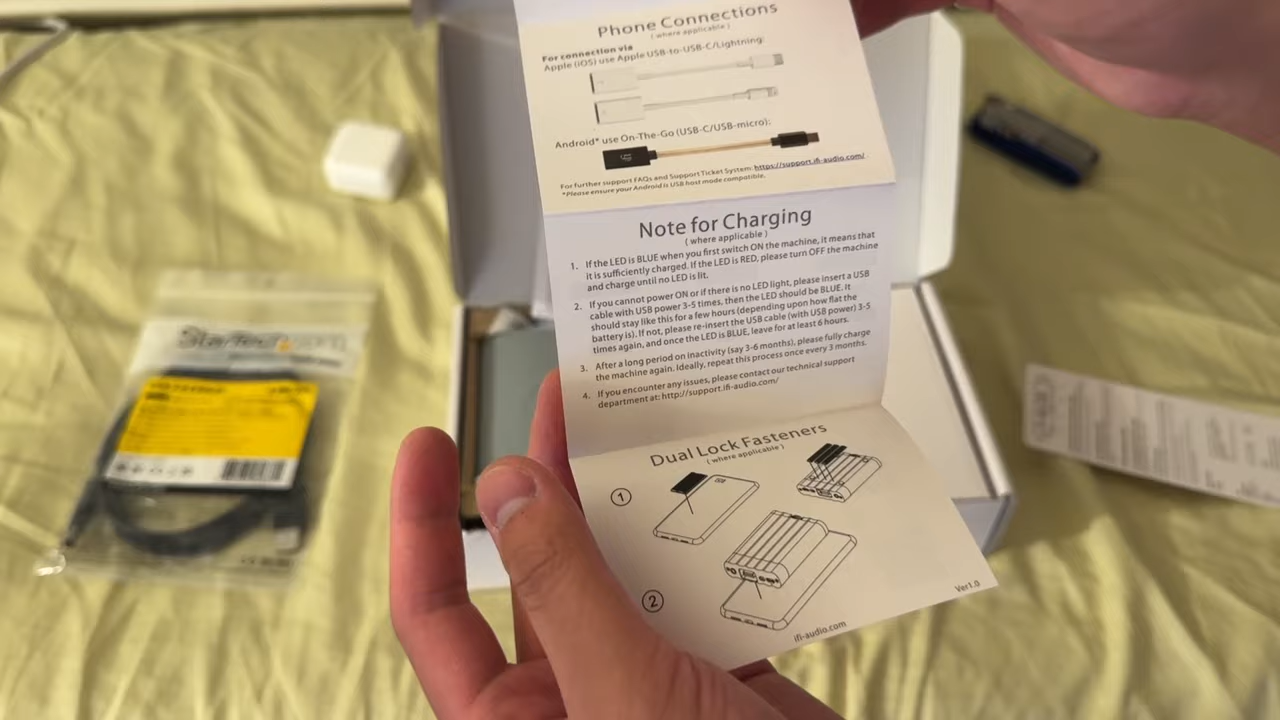 Phone Connections
( where applicable )
For connection via
Apple (iOS) use Apple USB-to-USB-C/Lightning:
Android* use On-The-Go (USB-C/USB-micro):
For further support FAQs and Support Ticket System: https://support.ifi-audio.com/
*Please ensure your Android is USB host mode compatible.
Note for Charging
( where applicable )
1. If the LED is BLUE when you first switch ON the machine, it means that
it is sufficiently charged. If the LED is RED, please turn OFF the machine
and charge until no LED is lit.
2. If you cannot power ON or if there is no LED light, please insert a USB
cable with USB power 3-5 times, then the LED should be BLUE. It
should stay like this for a few hours (depending upon how flat the
battery is). If not, please re-insert the USB cable (with USB power) 3-5
times again, and once the LED is BLUE, leave for at least 6 hours.
3. After a long period on inactivity (say 3-6 months), please fully charge
the machine again. Ideally, repeat this process once every 3 months.
4. If you encounter any issues, please contact our technical support
department at: http://support.ifi-audio.com/
Dual Lock Fasteners
( where applicable )
1
2
Ver1.0
ifi-audio.com
StarTech.com